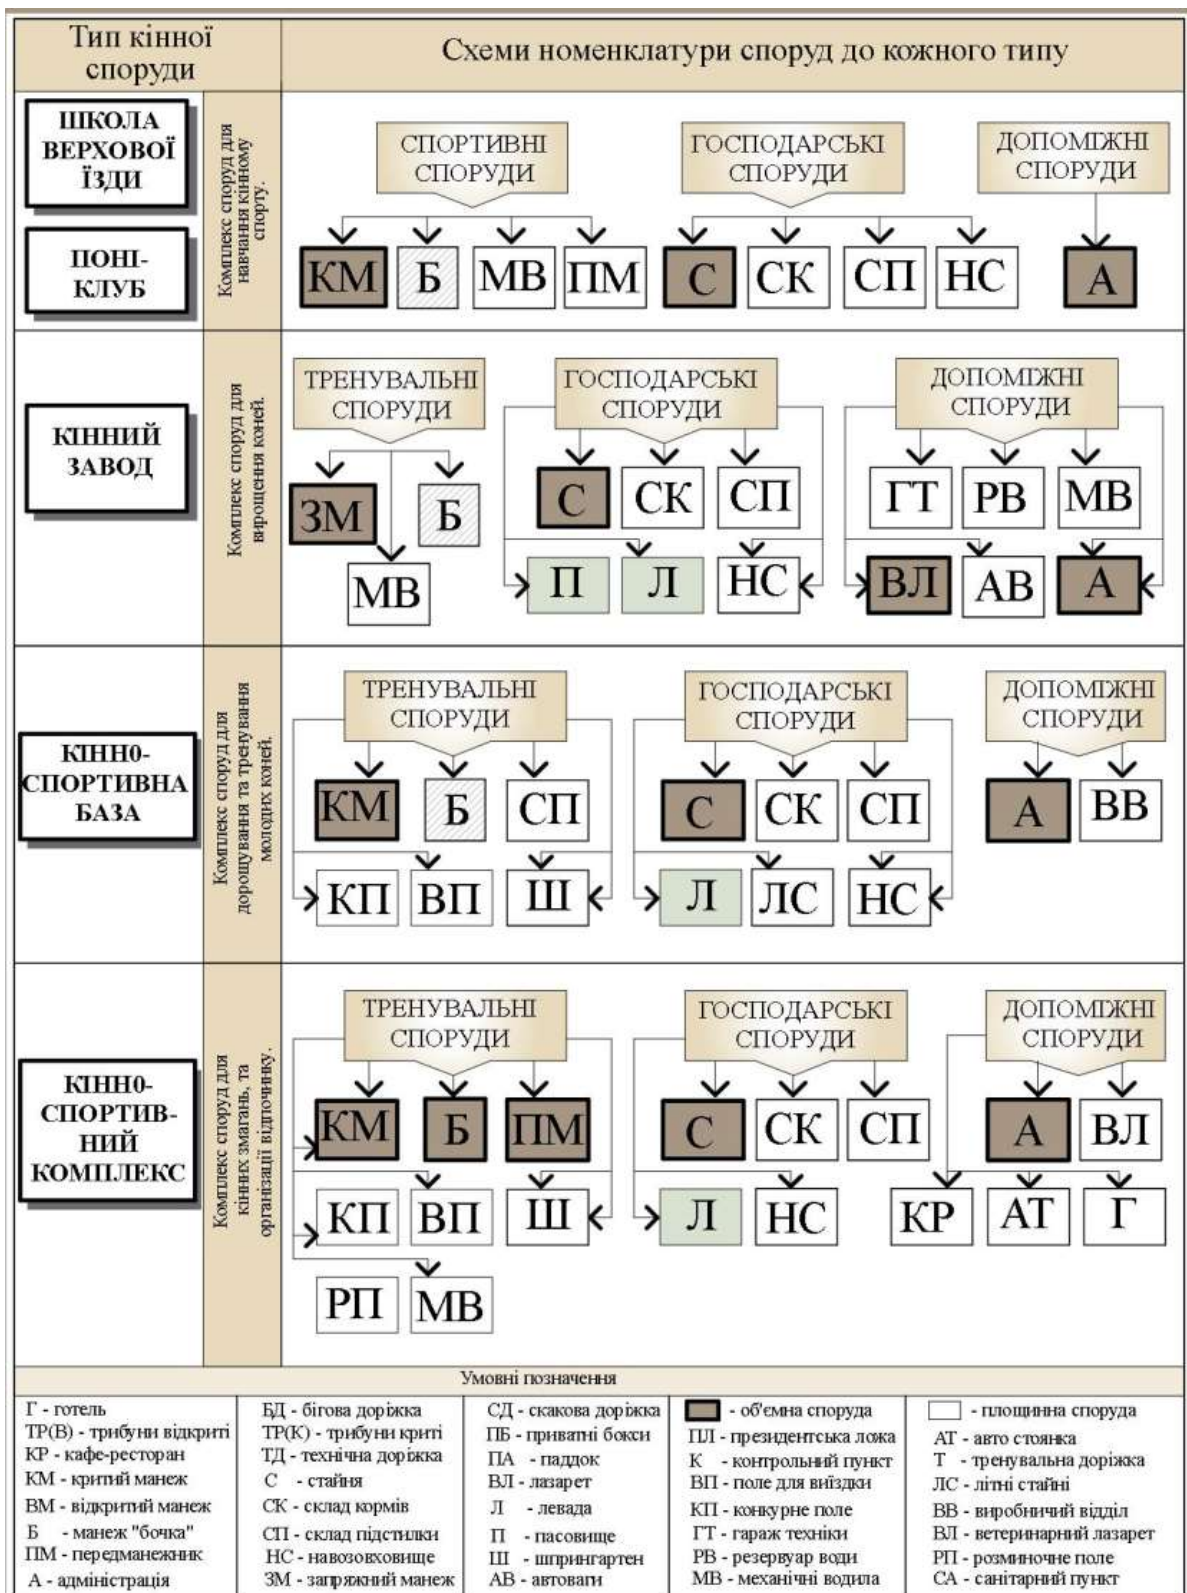 Тип кінної
споруди
Схеми номенклатури споруд до кожного типу
ШКОЛА
ВЕРХОВОЇ
ЇЗДИ
ПОНІ-
КЛУБ
Комплекс споруд для
навчання кінному
спорту.
СПОРТИВНІ
СПОРУДИ
ГОСПОДАРСЬКІ
СПОРУДИ
ДОПОМІЖНІ
СПОРУДИ
КМ Б МВ ПМ С СК СП НС А
КІННИЙ
ЗАВОД
Комплекс споруд для
вирощення коней.
ТРЕНУВАЛЬНІ
СПОРУДИ
ГОСПОДАРСЬКІ
СПОРУДИ
ДОПОМІЖНІ
СПОРУДИ
ЗМ Б С СК СП ГТ РВ МВ
МВ П Л НС ВЛ АВ А
КІНН0-
СПОРТИВНА
БАЗА
Комплекс споруд для
дорощування та тренування
молодих коней.
ТРЕНУВАЛЬНІ
СПОРУДИ
ГОСПОДАРСЬКІ
СПОРУДИ
ДОПОМІЖНІ
СПОРУДИ
КМ Б СП С СК СП А ВВ
КП ВП Ш Л ЛС НС
КІНН0-
СПОРТИВ-
НИЙ
КОМПЛЕКС
Комплекс споруд для
кінних змагань, та
організації відпочинку.
ТРЕНУВАЛЬНІ
СПОРУДИ
ГОСПОДАРСЬКІ
СПОРУДИ
ДОПОМІЖНІ
СПОРУДИ
КМ Б ПМ С СК СП А ВЛ
КП ВП Ш Л НС КР АТ Г
РП МВ
Умовні позначення
Г - готель
ТР(В) - трибуни відкриті
КР - кафе-ресторан
КМ - критий манеж
ВМ - відкритий манеж
Б - манеж "бочка"
ПМ - передманежник
А - адміністрація
БД - бігова доріжка
ТР(К) - трибуни криті
ТД - технічна доріжка
С - стайня
СК - склад кормів
СП - склад підстилки
НС - навозовховище
ЗМ - запряжний манеж
СД - скакова доріжка
ПБ - приватні бокси
ПА - паддок
ВЛ - лазарет
Л - левада
П - пасовище
Ш - шпрингартен
АВ - автоваги
- об'ємна споруда
ПЛ - президентська ложа
К - контрольний пункт
ВП - поле для виїздки
КП - конкурне поле
ГТ - гараж техніки
РВ - резервуар води
МВ - механічні водила
- площинна споруда
АТ - авто стоянка
Т - тренувальна доріжка
ЛС - літні стайні
ВВ - виробничий відділ
ВЛ - ветеринарний лазарет
РП - розминочне поле
СА - санітарний пункт